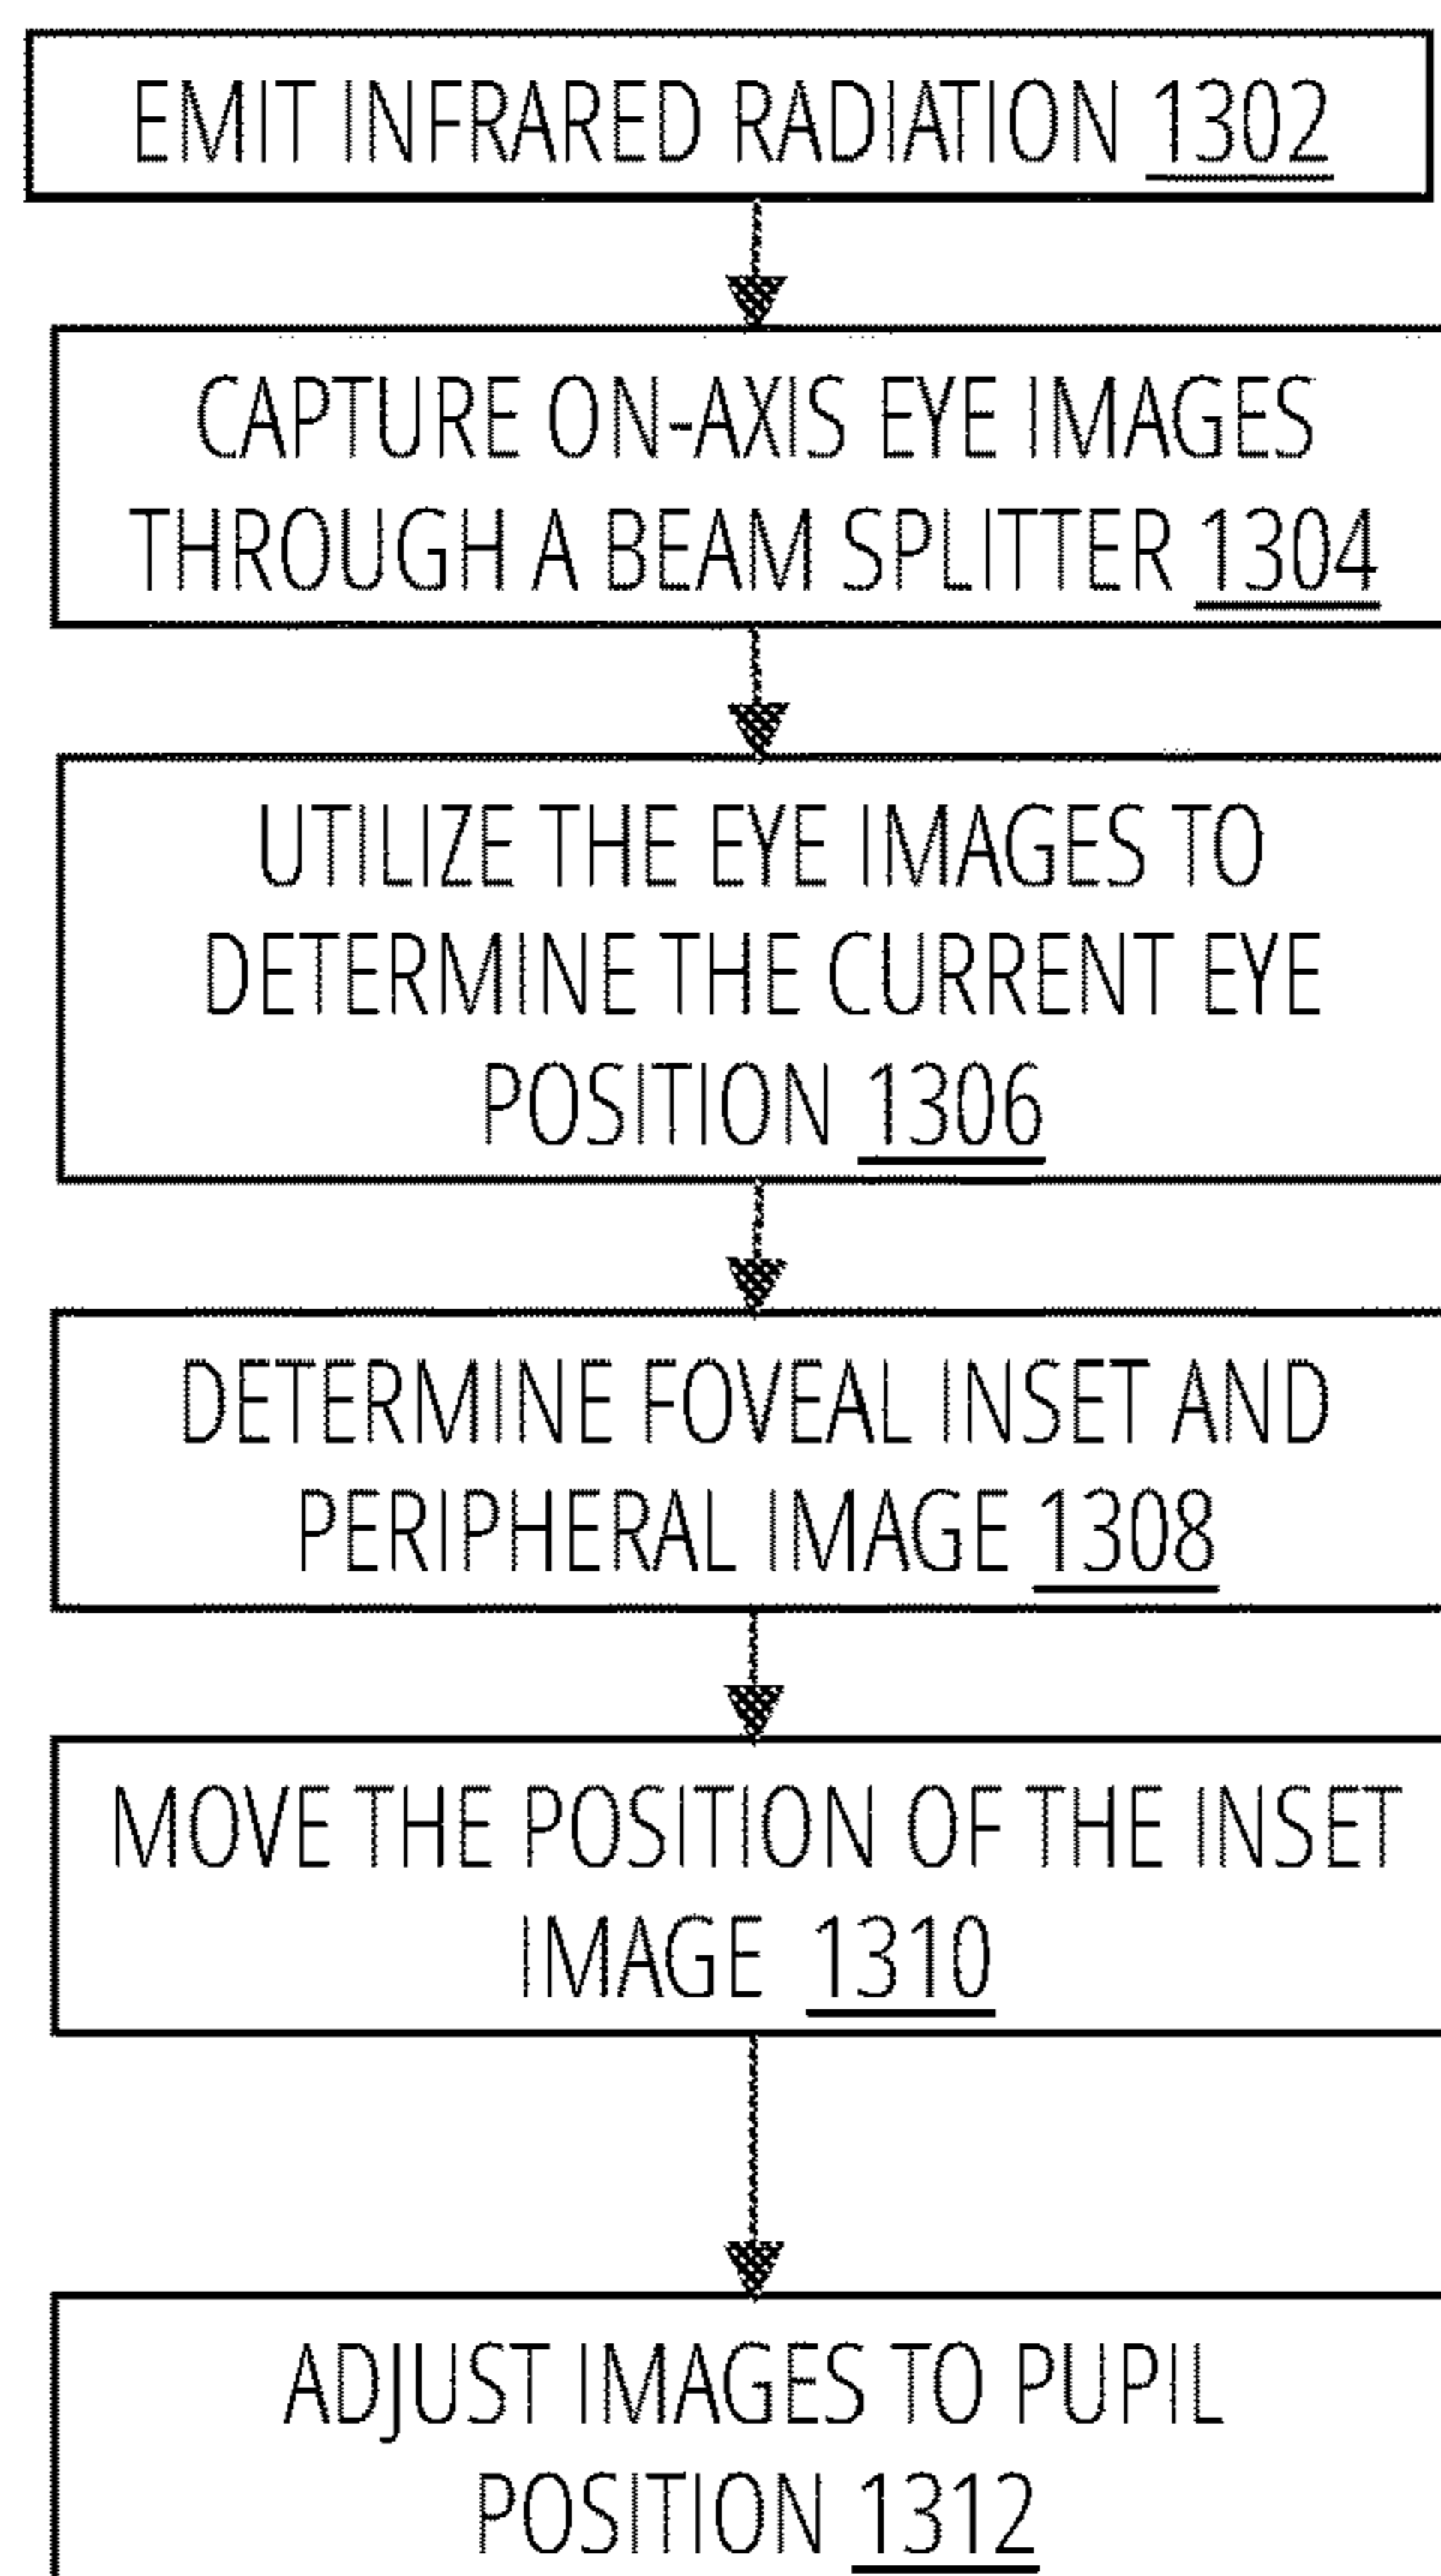 EMIT INFRARED RADIATION 1302
CAPTURE ON-AXIS EYE IMAGES
THROUGH A BEAM SPLITTER 1304
UTILIZE THE EYE IMAGES TO
DETERMINE THE CURRENT EYE
POSITION 1306
DETERMINE FOVEAL INSET AND
PERIPHERAL IMAGE 1308
MOVE THE POSITION OF THE INSET
IMAGE 1310
ADJUST IMAGES TO PUPIL
POSITION 1312